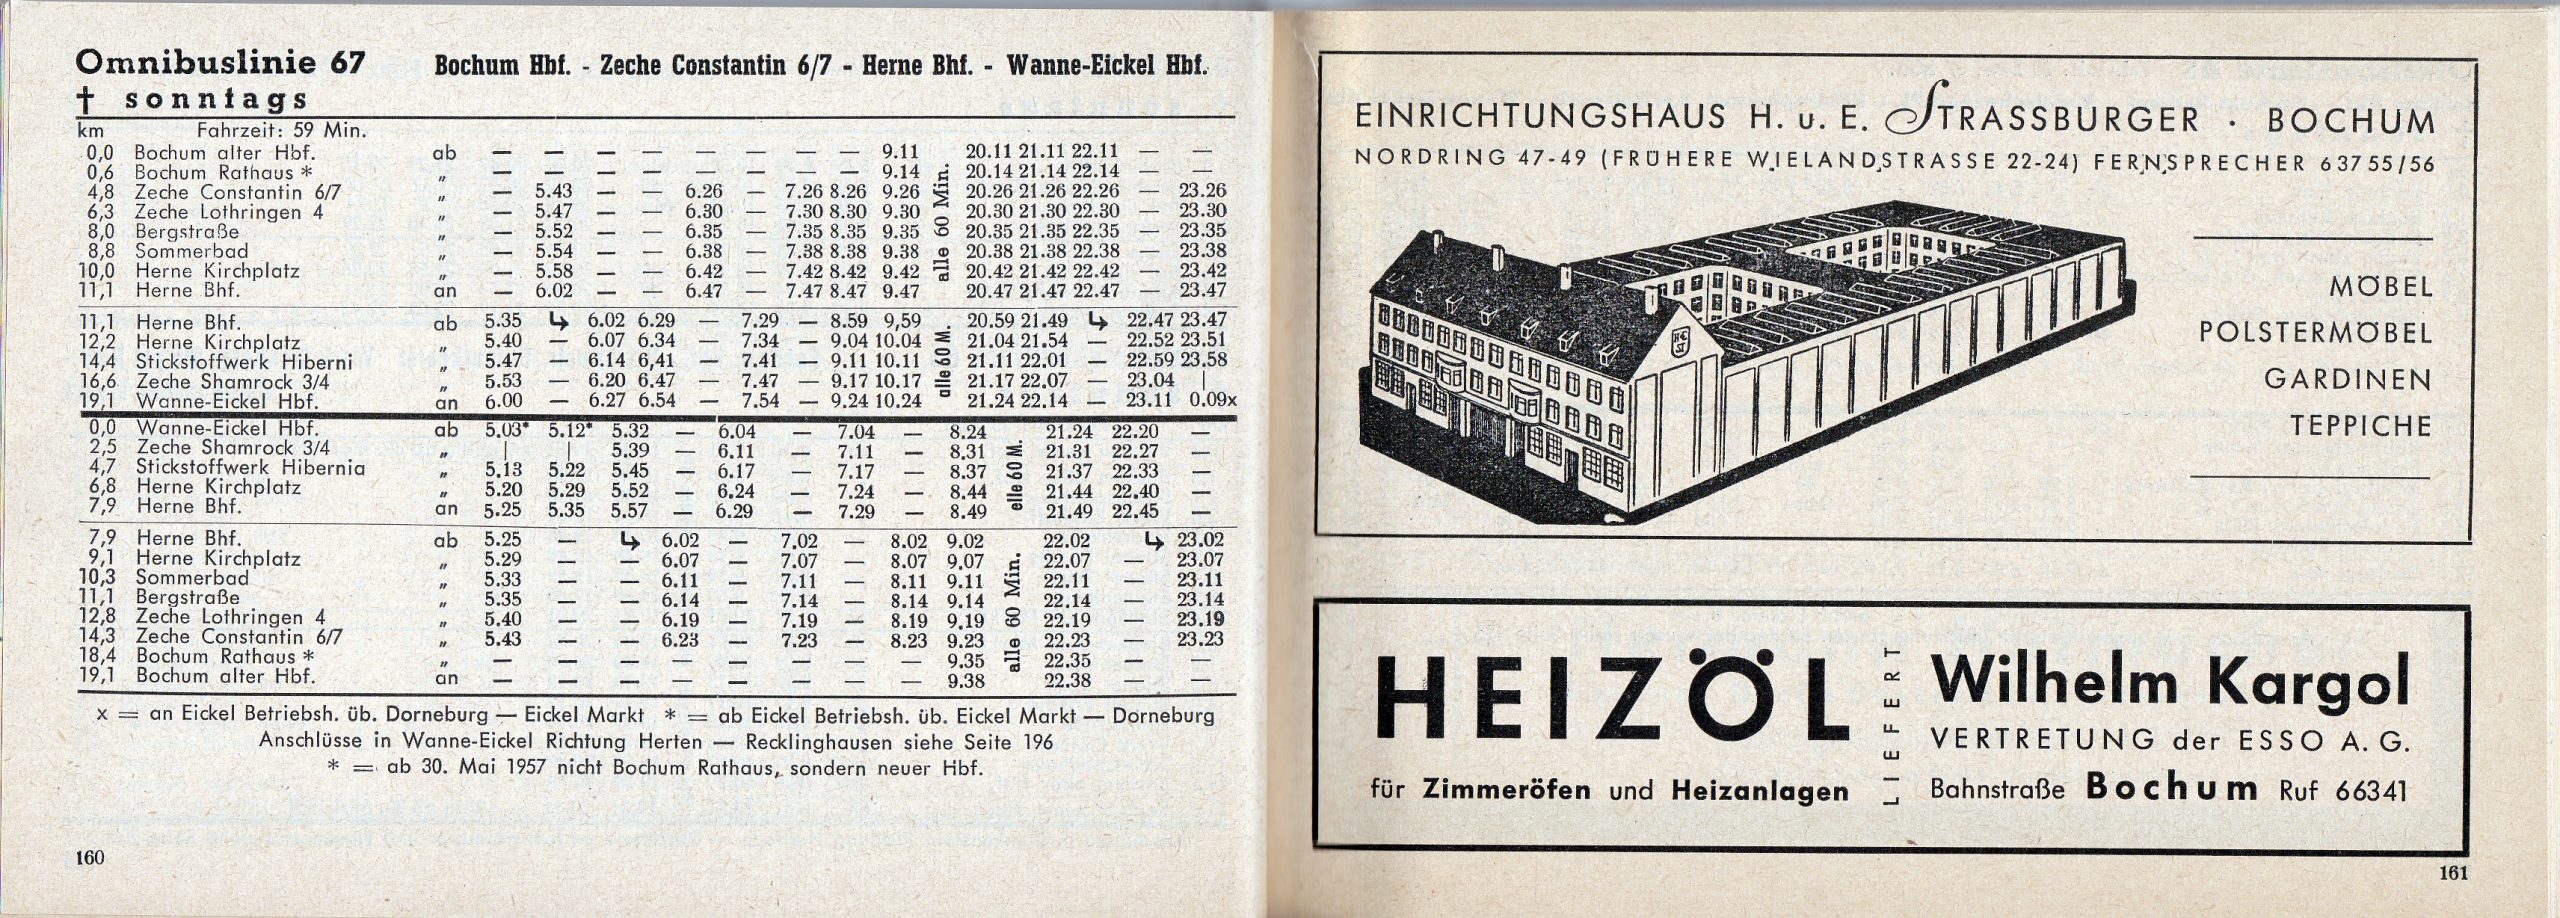 Omnibuslinie 67 Bochum Hbf. - Zeche Constantin 6/7 - Herne Bhf. - Wanne-Eickel Hbf.
† sonntags
km Fahrzeit: 59 Min.
0,0 Bochum alter Hbf. ab — — — — — — — — 9.11 20.11 21.11 22.11 — —
0,6 Bochum Rathaus * „ — — — — — — — — 9.14 20.14 21.14 22.14 — —
4,8 Zeche Constantin 6/7 „ — 5.43 — — 6.26 — 7.26 8.26 9.26 20.26 21.26 22.26 — 23.26
6,3 Zeche Lothringen 4 „ — 5.47 — — 6.30 — 7.30 8.30 9.30 20.30 21.30 22.30 — 23.30
8,0 Bergstraße „ — 5.52 — — 6.35 — 7.35 8.35 9.35 20.35 21.35 22.35 — 23.35
8,8 Sommerbad „ — 5.54 — — 6.38 — 7.38 8.38 9.38 20.38 21.38 22.38 — 23.38
10,0 Herne Kirchplatz „ — 5.58 — — 6.42 — 7.42 8.42 9.42 20.42 21.42 22.42 — 23.42
11,1 Herne Bhf. an — 6.02 — — 6.47 — 7.47 8.47 9.47 20.47 21.47 22.47 — 23.47
alle 60 Min.
11,1 Herne Bhf. ab 5.35 ↳ 6.02 6.29 — 7.29 — 8.59 9,59 20.59 21.49 ↳ 22.47 23.47
12,2 Herne Kirchplatz „ 5.40 — 6.07 6.34 — 7.34 — 9.04 10.04 21.04 21.54 — 22.52 23.51
14,4 Stickstoffwerk Hiberni „ 5.47 — 6.14 6,41 — 7.41 — 9.11 10.11 21.11 22.01 — 22.59 23.58
16,6 Zeche Shamrock 3/4 „ 5.53 — 6.20 6.47 — 7.47 — 9.17 10.17 21.17 22.07 — 23.04 |
19,1 Wanne-Eickel Hbf. an 6.00 — 6.27 6.54 — 7.54 — 9.24 10.24 21.24 22.14 — 23.11 0.09x
alle 60 M.
0,0 Wanne-Eickel Hbf. ab 5.03* 5.12* 5.32 — 6.04 — 7.04 — 8.24 21.24 22.20 —
2,5 Zeche Shamrock 3/4 „ | | 5.39 — 6.11 — 7.11 — 8.31 21.31 22.27 —
4,7 Stickstoffwerk Hibernia „ 5.13 5.22 5.45 — 6.17 — 7.17 — 8.37 21.37 22.33 —
6,8 Herne Kirchplatz „ 5.20 5.29 5.52 — 6.24 — 7.24 — 8.44 21.44 22.40 —
7,9 Herne Bhf. an 5.25 5.35 5.57 — 6.29 — 7.29 — 8.49 21.49 22.45 —
elle 60 M.
7,9 Herne Bhf. ab 5.25 — ↳ 6.02 — 7.02 — 8.02 9.02 22.02 ↳ 23.02
9,1 Herne Kirchplatz „ 5.29 — — 6.07 — 7.07 — 8.07 9.07 22.07 — 23.07
10,3 Sommerbad „ 5.33 — — 6.11 — 7.11 — 8.11 9.11 22.11 — 23.11
11,1 Bergstraße „ 5.35 — — 6.14 — 7.14 — 8.14 9.14 22.14 — 23.14
12,8 Zeche Lothringen 4 „ 5.40 — — 6.19 — 7.19 — 8.19 9.19 22.19 — 23.19
14,3 Zeche Constantin 6/7 „ 5.43 — — 6.23 — 7.23 — 8.23 9.23 22.23 — 23.23
18,4 Bochum Rathaus * „ — — — — — — — — 9.35 22.35 — —
19,1 Bochum alter Hbf. an — — — — — — — — 9.38 22.38 — —
alle 60 Min.
x = an Eickel Betriebsh. üb. Dorneburg — Eickel Markt * = ab Eickel Betriebsh. üb. Eickel Markt — Dorneburg
Anschlüsse in Wanne-Eickel Richtung Herten — Recklinghausen siehe Seite 196
* = ab 30. Mai 1957 nicht Bochum Rathaus, sondern neuer Hbf.
160
EINRICHTUNGSHAUS H. u. E. STRASSBURGER · BOCHUM
NORDRING 47-49 (FRÜHERE WIELANDSTRASSE 22-24) FERNSPRECHER 63755/56
MÖBEL
POLSTERMÖBEL
GARDINEN
TEPPICHE
HEIZÖL
für Zimmeröfen und Heizanlagen
LIEFERT
Wilhelm Kargol
VERTRETUNG der ESSO A.G.
Bahnstraße Bochum Ruf 66341
161